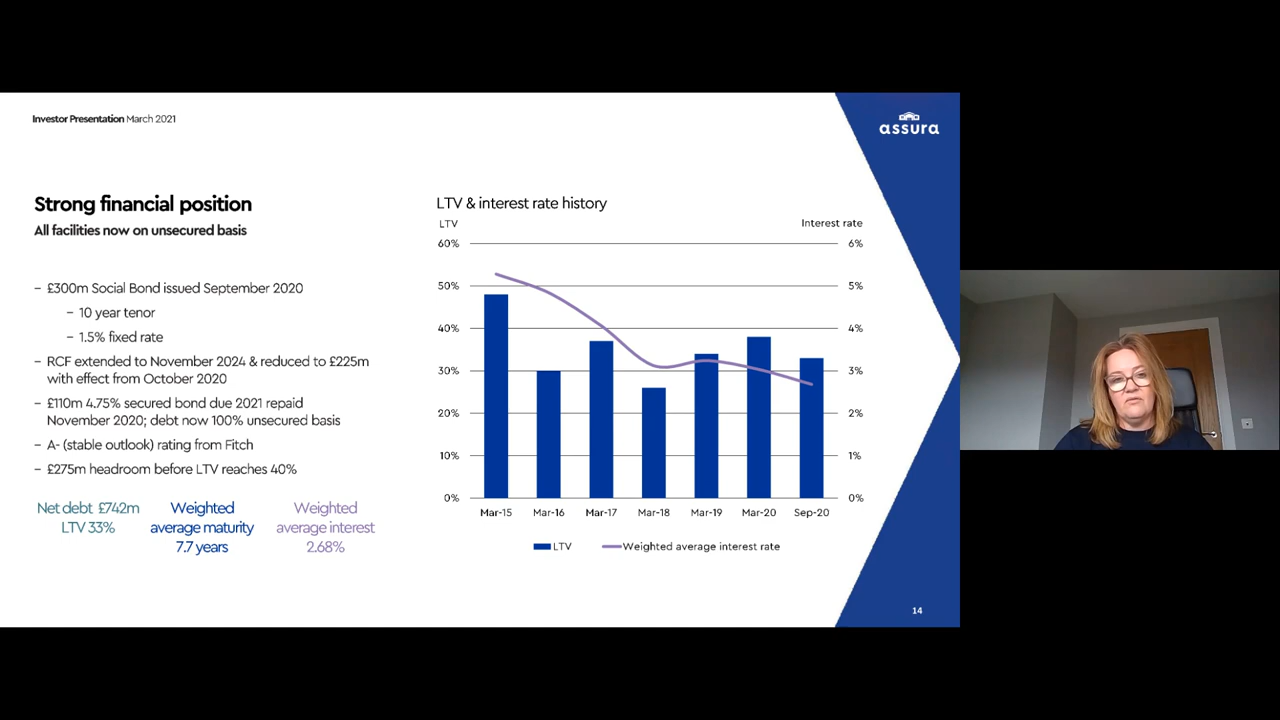 Investor Presentation March 2021
assura
Strong financial position
All facilities now on unsecured basis
– £300m Social Bond issued September 2020
– 10 year tenor
– 1.5% fixed rate
– RCF extended to November 2024 & reduced to £225m
with effect from October 2020
– £110m 4.75% secured bond due 2021 repaid
November 2020; debt now 100% unsecured basis
– A- (stable outlook) rating from Fitch
– £275m headroom before LTV reaches 40%
Net debt £742m
LTV 33%
Weighted
average maturity
7.7 years
Weighted
average interest
2.68%
LTV & interest rate history
LTV
Interest rate
60%
50%
40%
30%
20%
10%
0%
6%
5%
4%
3%
2%
1%
0%
Mar-15 Mar-16 Mar-17 Mar-18 Mar-19 Mar-20 Sep-20
LTV Weighted average interest rate
14